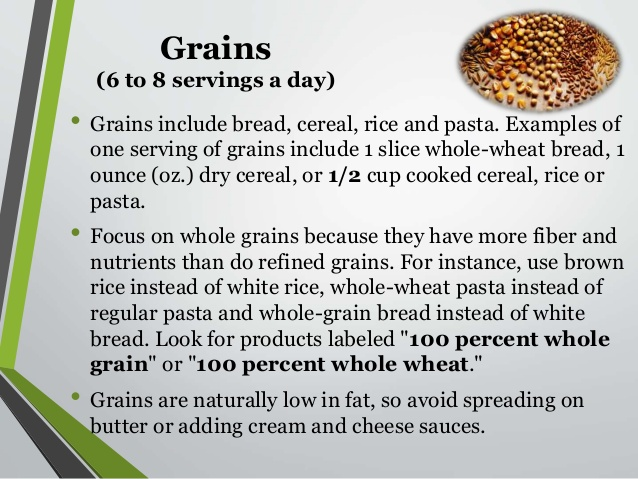 Grains
(6 to 8 servings a day)
• Grains include bread, cereal, rice and pasta. Examples of
one serving of grains include 1 slice whole-wheat bread, 1
ounce (oz.) dry cereal, or 1/2 cup cooked cereal, rice or
pasta.
• Focus on whole grains because they have more fiber and
nutrients than do refined grains. For instance, use brown
rice instead of white rice, whole-wheat pasta instead of
regular pasta and whole-grain bread instead of white
bread. Look for products labeled "100 percent whole
grain" or "100 percent whole wheat."
• Grains are naturally low in fat, so avoid spreading on
butter or adding cream and cheese sauces.